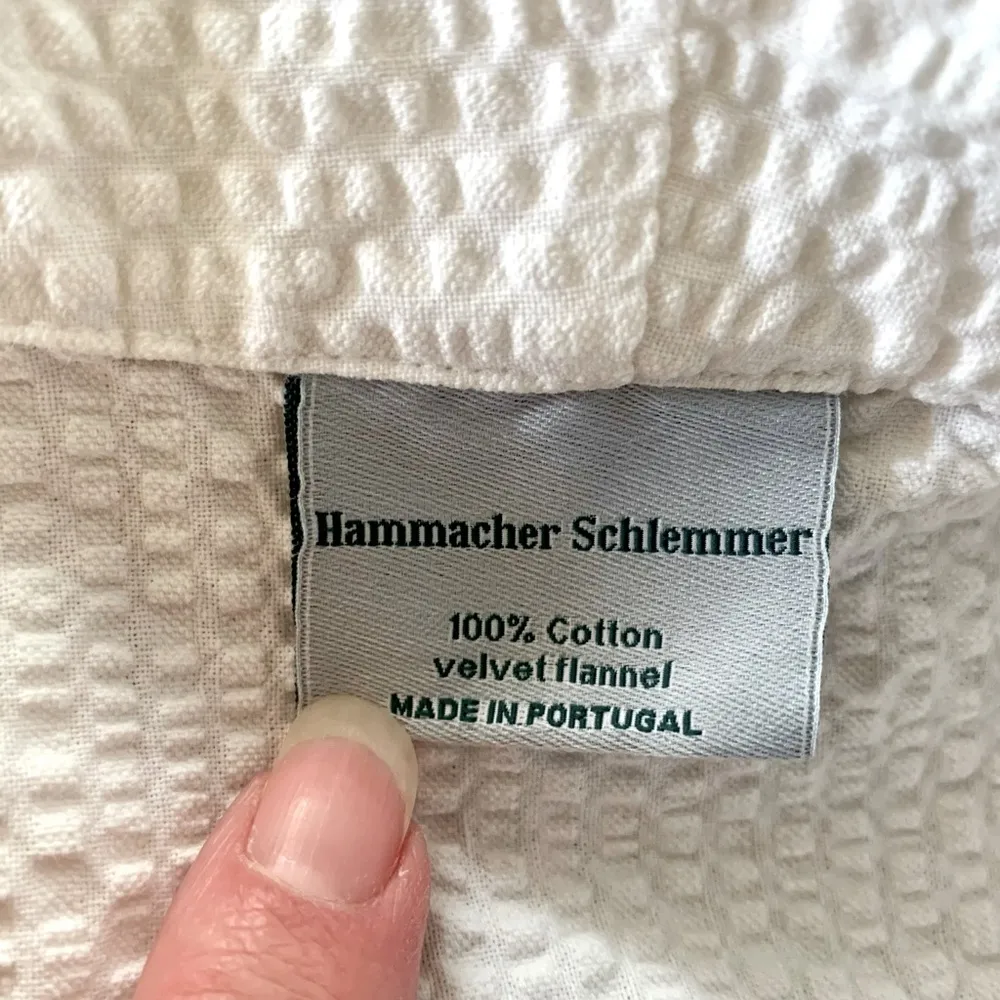 Hammacher Schlemmer
100% Cotton
velvet flannel
MADE IN PORTUGAL